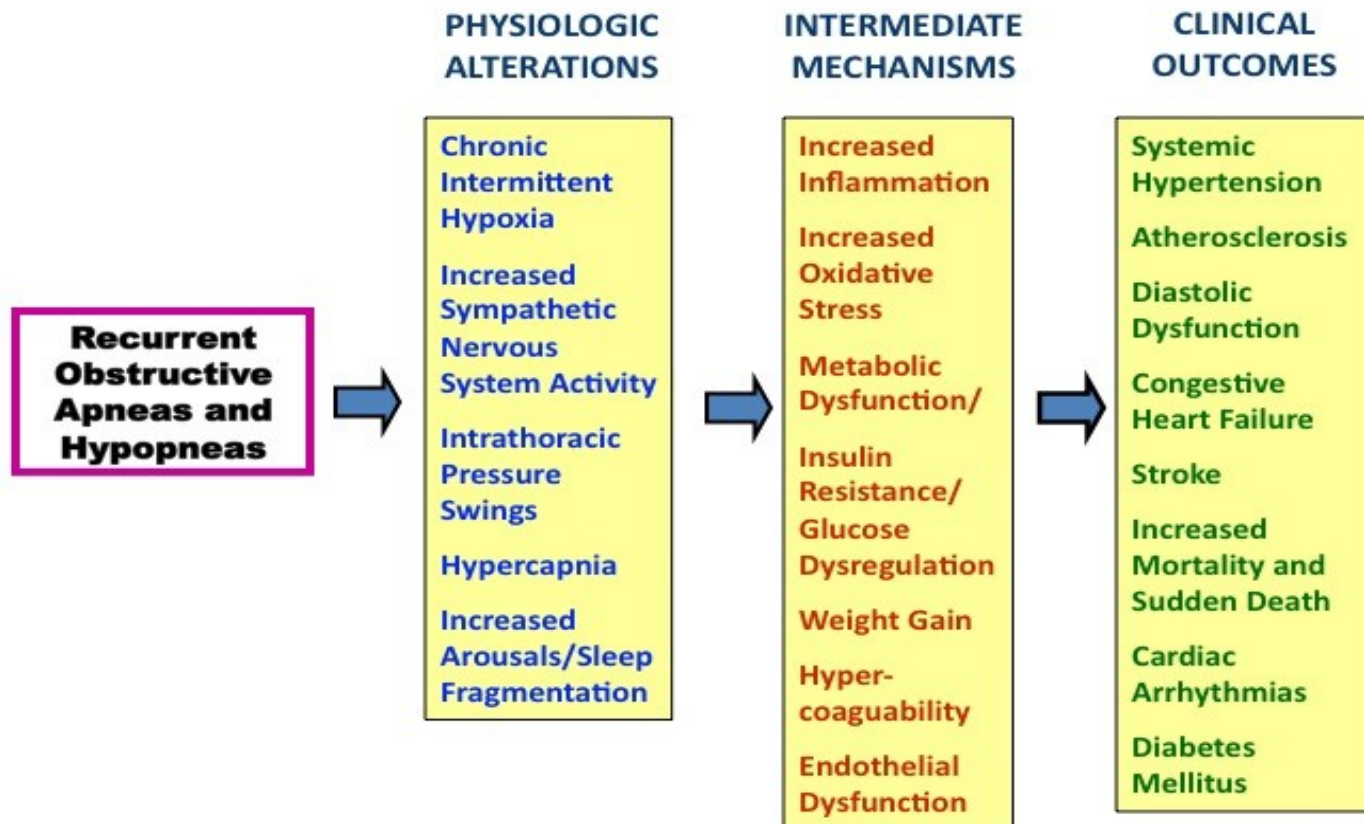 PHYSIOLOGIC
ALTERATIONS
INTERMEDIATE
MECHANISMS
CLINICAL
OUTCOMES
Recurrent
Obstructive
Apneas and
Hypopneas
Chronic
Intermittent
Hypoxia
Increased
Sympathetic
Nervous
System Activity
Intrathoracic
Pressure
Swings
Hypercapnia
Increased
Arousals/Sleep
Fragmentation
Increased
Inflammation
Increased
Oxidative
Stress
Metabolic
Dysfunction/
Insulin
Resistance/
Glucose
Dysregulation
Weight Gain
Hyper-
coaguability
Endothelial
Dysfunction
Systemic
Hypertension
Atherosclerosis
Diastolic
Dysfunction
Congestive
Heart Failure
Stroke
Increased
Mortality and
Sudden Death
Cardiac
Arrhythmias
Diabetes
Mellitus